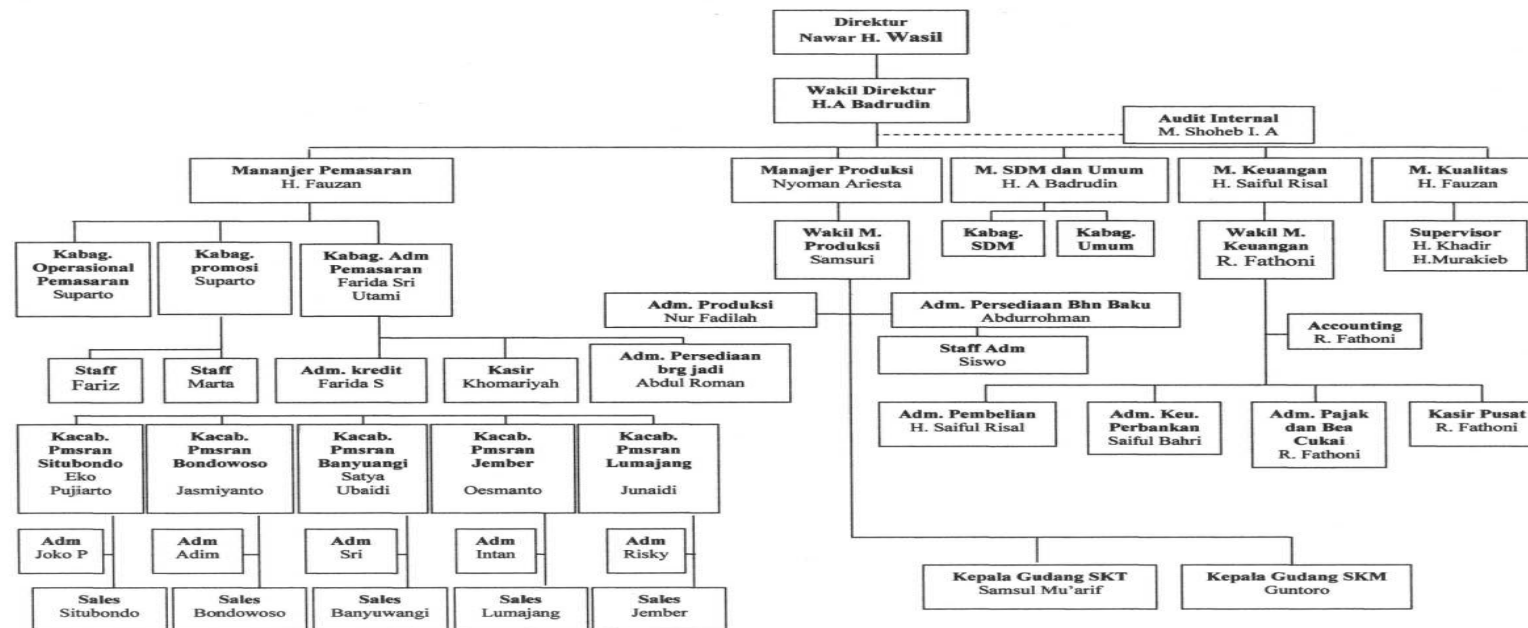 Direktur
Nawar H. Wasil
Wakil Direktur
H.A Badrudin
Audit Internal
M. Shoheb I. A
Mananjer Pemasaran
H. Fauzan
Manajer Produksi
Nyoman Ariesta
M. SDM dan Umum
H. A Badrudin
M. Keuangan
H. Saiful Risal
M. Kualitas
H. Fauzan
Kabag.
Operasional
Pemasaran
Suparto
Kabag.
promosi
Suparto
Kabag. Adm
Pemasaran
Farida Sri
Utami
Wakil M.
Produksi
Samsuri
Kabag.
SDM
Kabag.
Umum
Wakil M.
Keuangan
R. Fathoni
Supervisor
H. Khadir
H.Murakieb
Adm. Produksi
Nur Fadilah
Adm. Persediaan Bhn Baku
Abdurrohman
Staff Adm
Siswo
Accounting
R. Fathoni
Staff
Fariz
Staff
Marta
Adm. kredit
Farida S
Kasir
Khomariyah
Adm. Persediaan
brg jadi
Abdul Roman
Adm. Pembelian
H. Saiful Risal
Adm. Keu.
Perbankan
Saiful Bahri
Adm. Pajak
dan Bea
Cukai
R. Fathoni
Kasir Pusat
R. Fathoni
Kacab.
Pmsran
Situbondo
Eko
Pujiarto
Kacab.
Pmsran
Bondowoso
Jasmiyanto
Kacab.
Pmsran
Banyuangi
Satya
Ubaidi
Kacab.
Pmsran
Jember
Oesmanto
Kacab.
Pmsran
Lumajang
Junaidi
Adm
Joko P
Adm
Adim
Adm
Sri
Adm
Intan
Adm
Risky
Sales
Situbondo
Sales
Bondowoso
Sales
Banyuwangi
Sales
Lumajang
Sales
Jember
Kepala Gudang SKT
Samsul Mu'arif
Kepala Gudang SKM
Guntoro